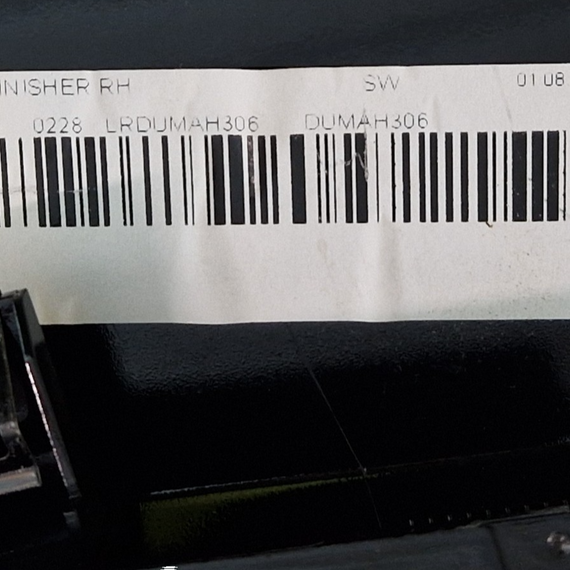 INISHER RH SW 01 08
0228 LRDUMAH306 DUMAH306